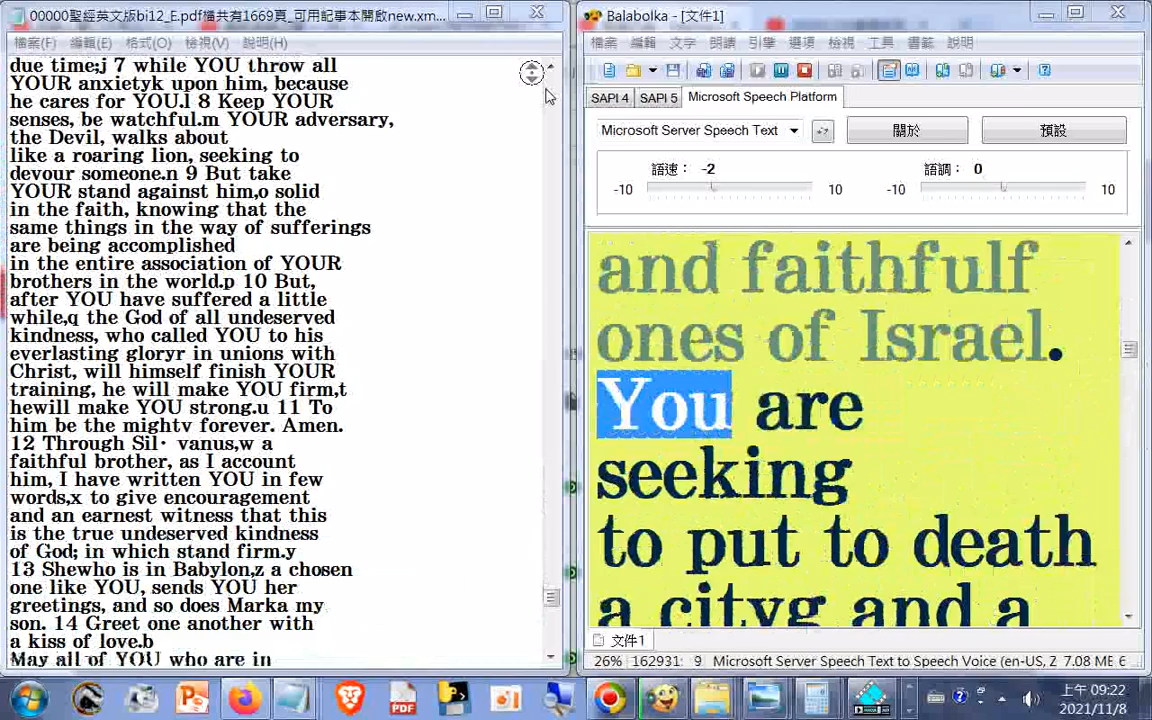 00000聖經英文版bi12_E.pdf檔共有1669頁_可用記事本開啟new.xm...
檔案(F) 編輯(E) 格式(O) 檢視(V) 說明(H)
due time;j 7 while YOU throw all
YOUR anxietyk upon him, because
he cares for YOU.l 8 Keep YOUR
senses, be watchful.m YOUR adversary,
the Devil, walks about
like a roaring lion, seeking to
devour someone.n 9 But take
YOUR stand against him,o solid
in the faith, knowing that the
same things in the way of sufferings
are being accomplished
in the entire association of YOUR
brothers in the world.p 10 But,
after YOU have suffered a little
while,q the God of all undeserved
kindness, who called YOU to his
everlasting gloryr in unions with
Christ, will himself finish YOUR
training, he will make YOU firm,t
hewill make YOU strong.u 11 To
him be the mightv forever. Amen.
12 Through Sil· vanus,w a
faithful brother, as I account
him, I have written YOU in few
words,x to give encouragement
and an earnest witness that this
is the true undeserved kindness
of God; in which stand firm.y
13 Shewho is in Babylon,z a chosen
one like YOU, sends YOU her
greetings, and so does Marka my
son. 14 Greet one another with
a kiss of love.b
May all of YOU who are in
Balabolka - [文件1]
檔案 編輯 文字 朗讀 引擎 選項 檢視 工具 書籤 說明
SAPI 4 SAPI 5 Microsoft Speech Platform
Microsoft Server Speech Text 關於 預設
語速： -2 語調： 0
-10 10 -10 10
and faithfulf
ones of Israel.
You are
seeking
to put to death
a cityg and a
文件1
26% 162931: 9 Microsoft Server Speech Text to Speech Voice (en-US, Z 7.08 MB 6
PDF
上午 09:22
2021/11/8